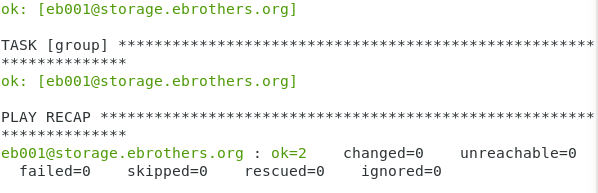 ok: [eb001@storage.ebrothers.org]
TASK [group] *****************************************************
**************
ok: [eb001@storage.ebrothers.org]
PLAY RECAP *******************************************************
**************
eb001@storage.ebrothers.org : ok=2    changed=0    unreachable=0
  failed=0    skipped=0    rescued=0    ignored=0